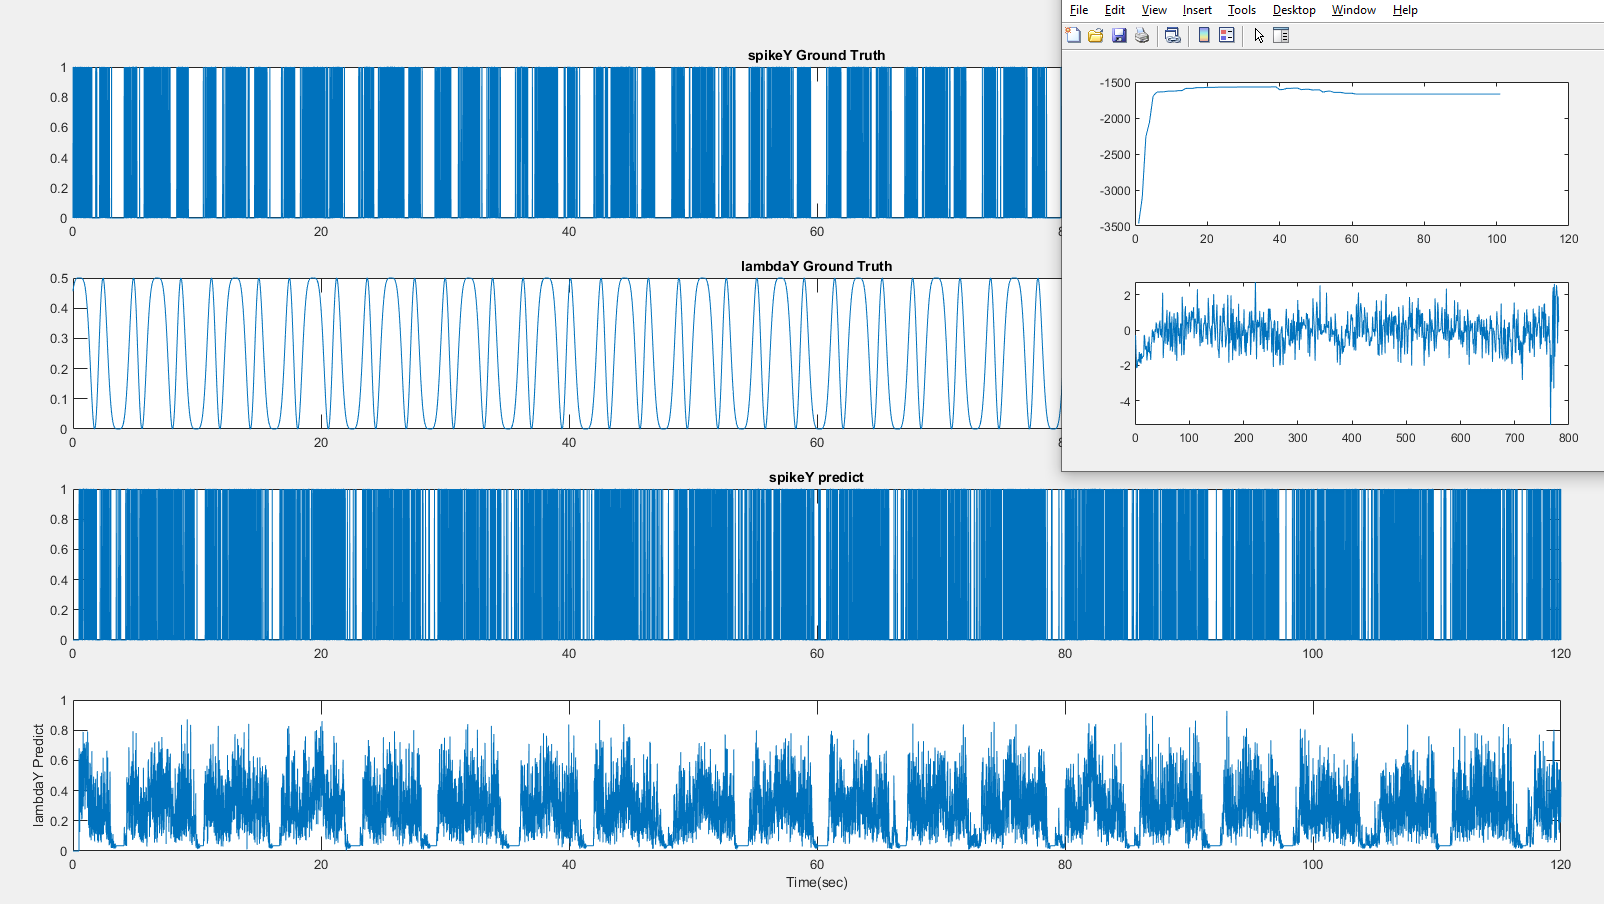 File Edit View Insert Tools Desktop Window Help
spikeY Ground Truth
1
0.8
0.6
0.4
0.2
0
0 20 40 60 8
lambdaY Ground Truth
0.5
0.4
0.3
0.2
0.1
0
0 20 40 60 8
-1500
-2000
-2500
-3000
-3500
0 20 40 60 80 100 120
2
0
-2
-4
0 100 200 300 400 500 600 700 800
spikeY predict
1
0.8
0.6
0.4
0.2
0
0 20 40 60 80 100 120
lambdaY Predict
1
0.8
0.6
0.4
0.2
0
0 20 40 60 80 100 120
Time(sec)